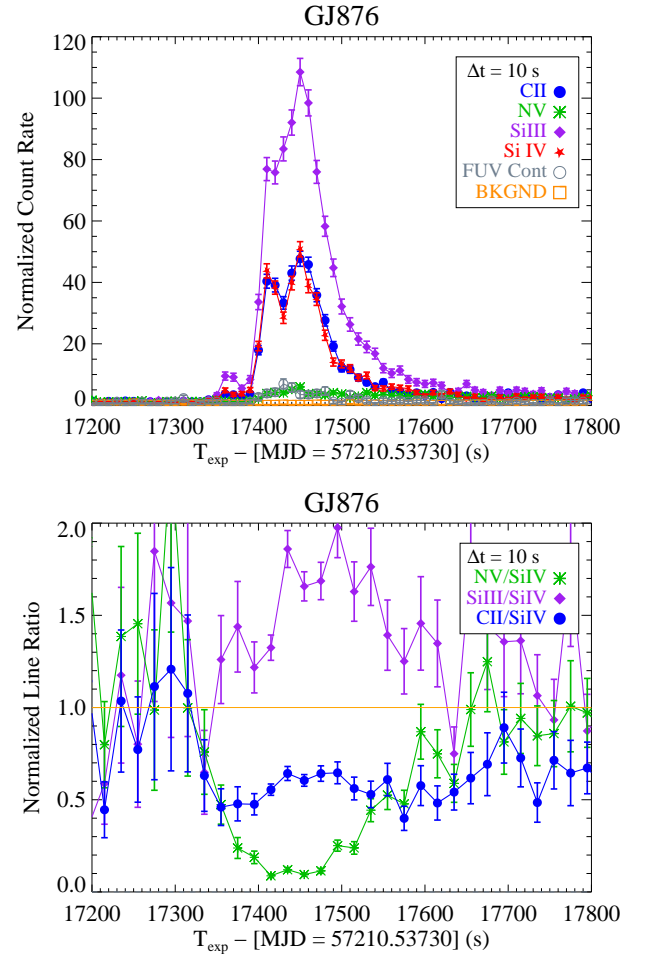 GJ876
120
100
80
60
40
20
0
Normalized Count Rate
Δt = 10 s
CII
NV
SiIII
Si IV
FUV Cont
BKGND
17200 17300 17400 17500 17600 17700 17800
T_exp − [MJD = 57210.53730] (s)
GJ876
2.0
1.5
1.0
0.5
0.0
Normalized Line Ratio
Δt = 10 s
NV/SiIV
SiIII/SiIV
CII/SiIV
17200 17300 17400 17500 17600 17700 17800
T_exp − [MJD = 57210.53730] (s)